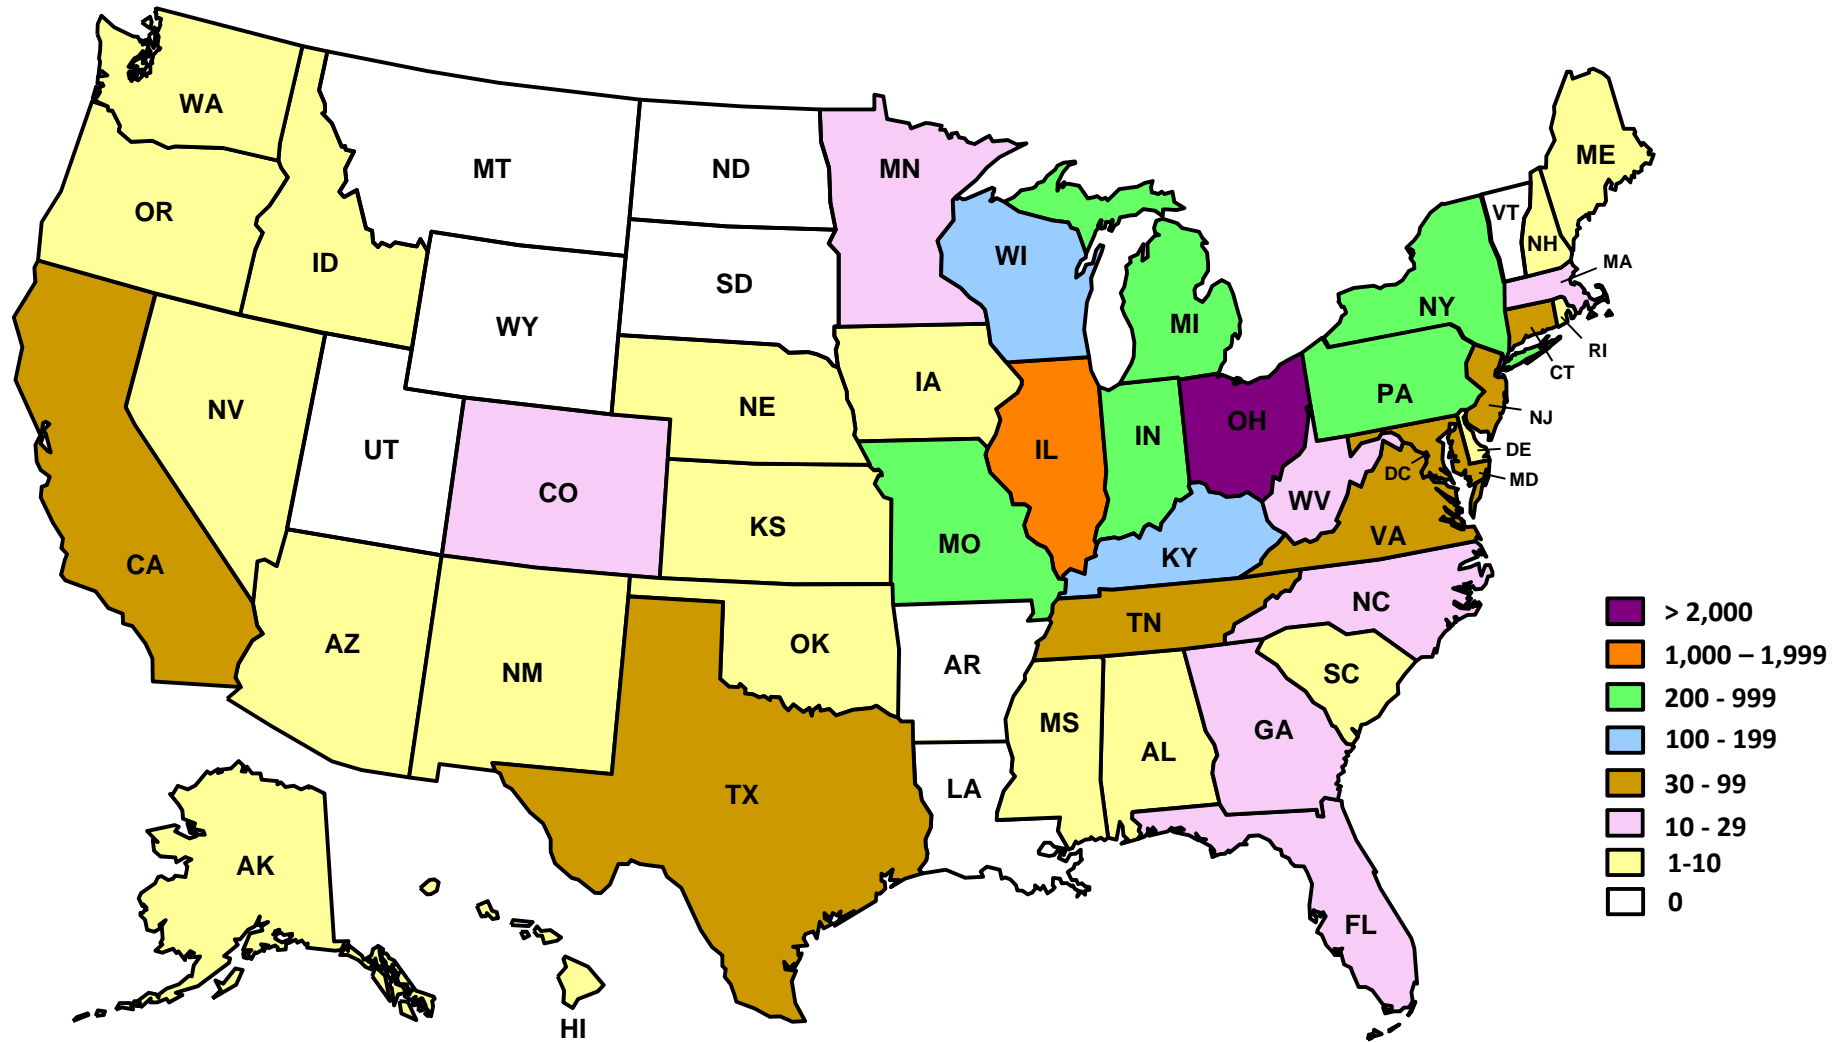 WA
MT
ND
MN
ME
OR
ID
SD
WI
VT
NH
MA
WY
MI
NY
RI
CT
IA
NE
NV
PA
NJ
UT
OH
IN
IL
CO
KS
MO
WV
DC
DE
MD
VA
KY
CA
NC
TN
AZ
OK
NM
AR
SC
MS
GA
AL
LA
TX
AK
FL
HI
> 2,000
1,000 – 1,999
200 - 999
100 - 199
30 - 99
10 - 29
1-10
0